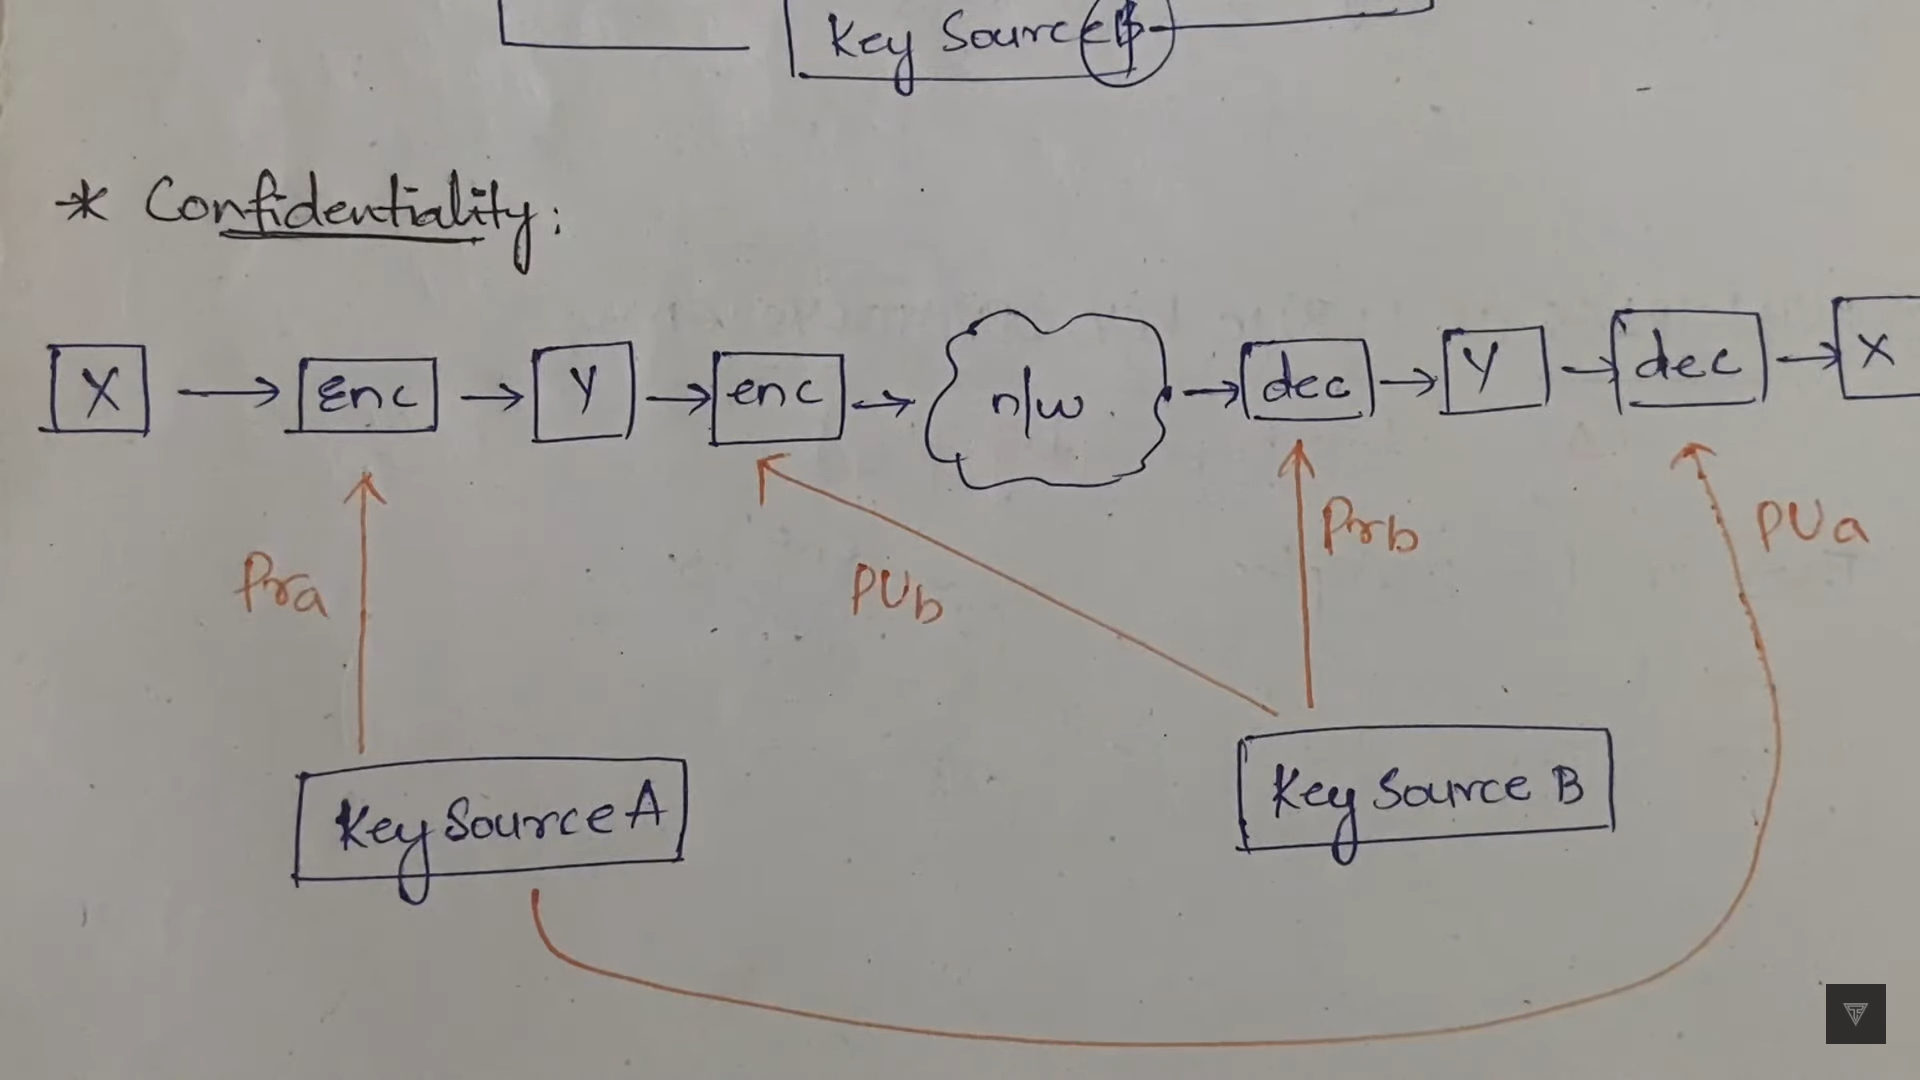 Key Source B
* Confidentiality:
X enc Y enc n/w dec Y dec X
Pra PUb Prb PUa
Key Source A Key Source B